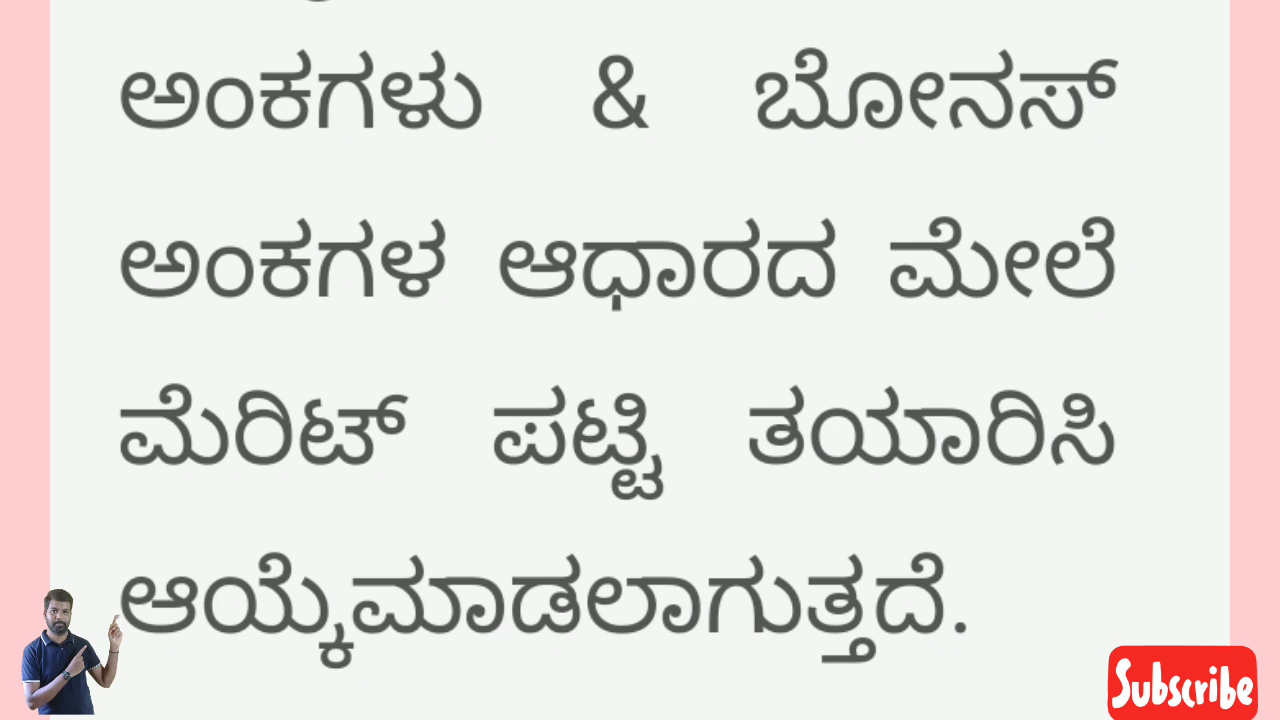 ಅಂಕಗಳು & ಬೋನಸ್
ಅಂಕಗಳ ಆಧಾರದ ಮೇಲೆ
ಮೆರಿಟ್ ಪಟ್ಟಿ ತಯಾರಿಸಿ
ಆಯ್ಕೆಮಾಡಲಾಗುತ್ತದೆ.
Subscribe